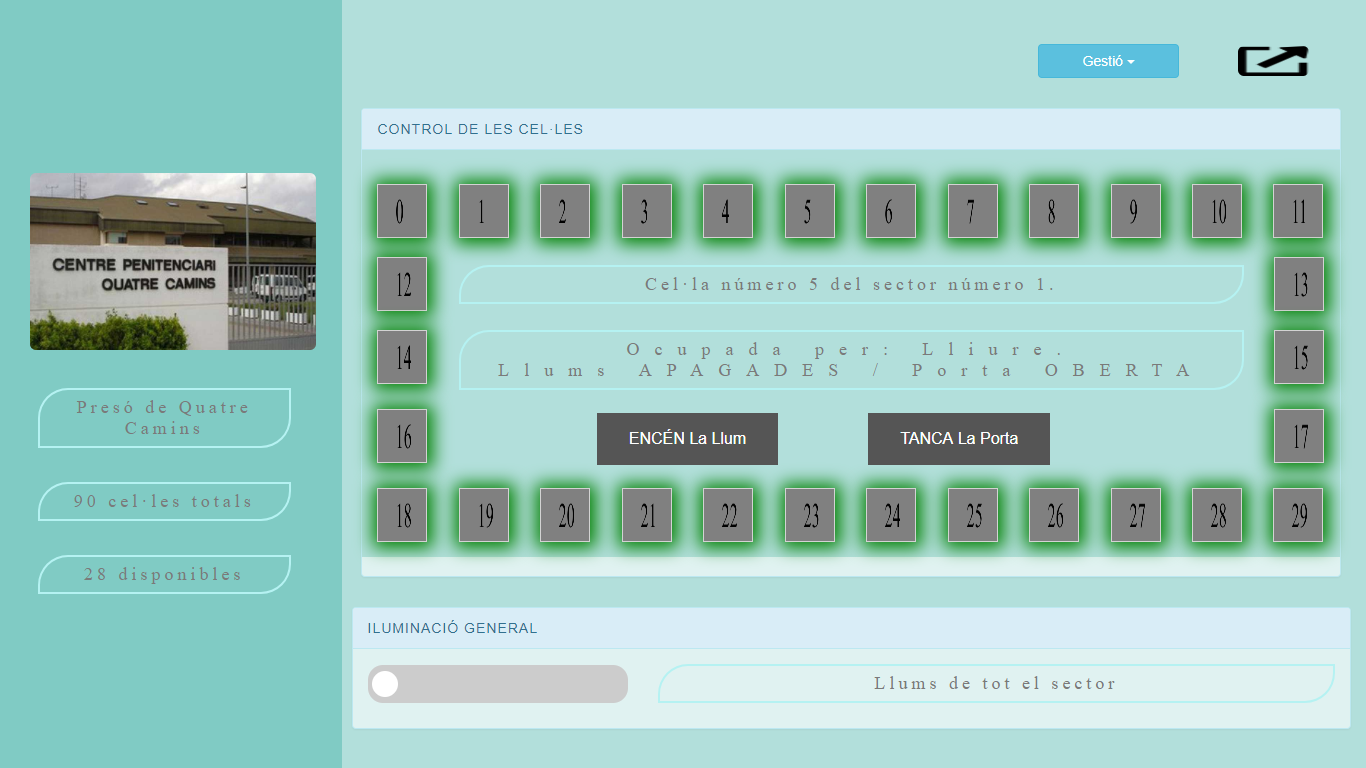 Gestió
CONTROL DE LES CEL·LES
0 1 2 3 4 5 6 7 8 9 10 11
12
Cel·la número 5 del sector número 1.
13
14
Ocupada per: Lliure.
Llums APAGADES / Porta OBERTA
15
16
ENCÉN La Llum
TANCA La Porta
17
18 19 20 21 22 23 24 25 26 27 28 29
CENTRE PENITENCIARI
QUATRE CAMINS
Presó de Quatre
Camins
90 cel·les totals
28 disponibles
ILUMINACIÓ GENERAL
Llums de tot el sector